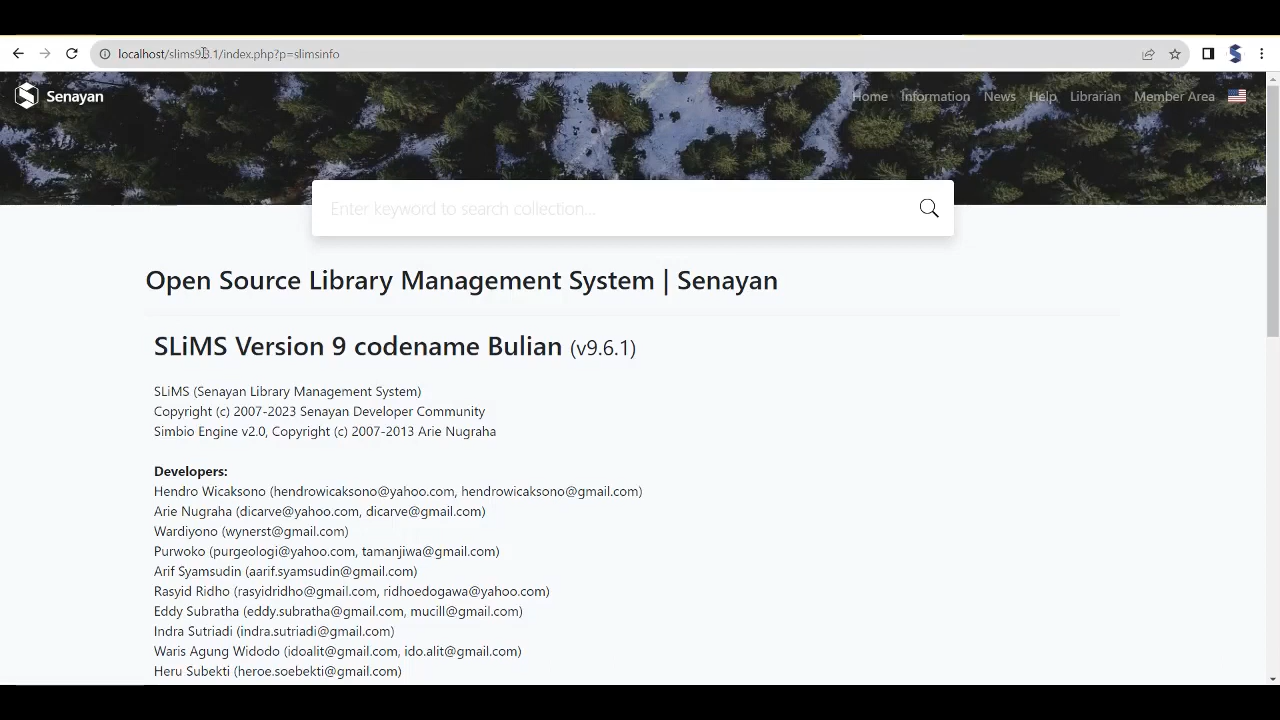 localhost/slims9.3.1/index.php?p=slimsinfo
Senayan
Home Information News Help Librarian Member Area
Enter keyword to search collection...
Open Source Library Management System | Senayan
SLiMS Version 9 codename Bulian (v9.6.1)
SLiMS (Senayan Library Management System)
Copyright (c) 2007-2023 Senayan Developer Community
Simbio Engine v2.0, Copyright (c) 2007-2013 Arie Nugraha
Developers:
Hendro Wicaksono (hendrowicaksono@yahoo.com, hendrowicaksono@gmail.com)
Arie Nugraha (dicarve@yahoo.com, dicarve@gmail.com)
Wardiyono (wynerst@gmail.com)
Purwoko (purgeologi@yahoo.com, tamanjiwa@gmail.com)
Arif Syamsudin (aarif.syamsudin@gmail.com)
Rasyid Ridho (rasyidridho@gmail.com, ridhoedogawa@yahoo.com)
Eddy Subratha (eddy.subratha@gmail.com, mucill@gmail.com)
Indra Sutriadi (indra.sutriadi@gmail.com)
Waris Agung Widodo (idoalit@gmail.com, ido.alit@gmail.com)
Heru Subekti (heroe.soebekti@gmail.com)